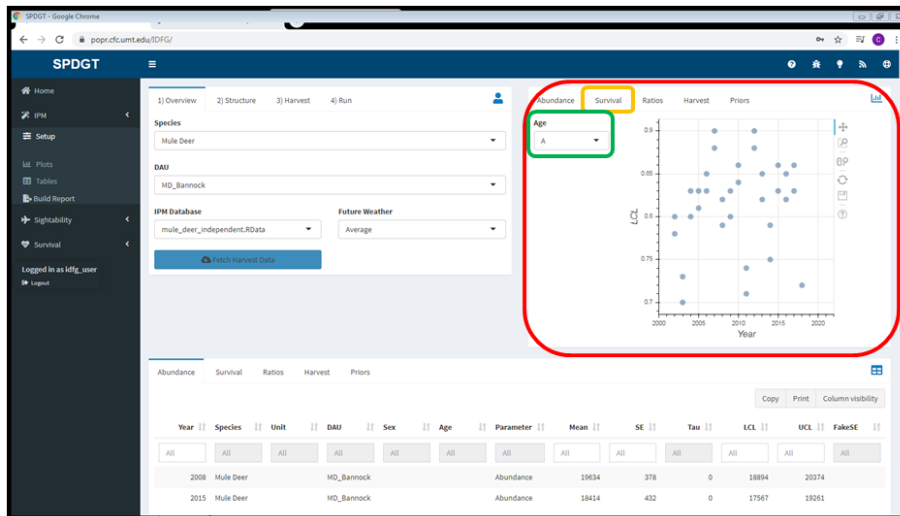 SPDGT - Google Chrome
popr.cfc.umt.edu/IDFG/
C
SPDGT
Home
IPM
Setup
Plots
Tables
Build Report
Sightability
Survival
Logged in as idfg_user
Logout
1) Overview 2) Structure 3) Harvest 4) Run
Species
Mule Deer
DAU
MD_Bannock
IPM Database Future Weather
mule_deer_independent.RData Average
Fetch Harvest Data
Abundance Survival Ratios Harvest Priors
Age
A
0.9
0.85
0.8
0.75
0.7
LCL
2000 2005 2010 2015 2020
Year
Abundance Survival Ratios Harvest Priors
Copy Print Column visibility
Year Species Unit DAU Sex Age Parameter Mean SE Tau LCL UCL FakeSE
All All All All All All All All All All All All All
2008 Mule Deer MD_Bannock Abundance 19634 378 0 18894 20374
2015 Mule Deer MD_Bannock Abundance 18414 432 0 17567 19261